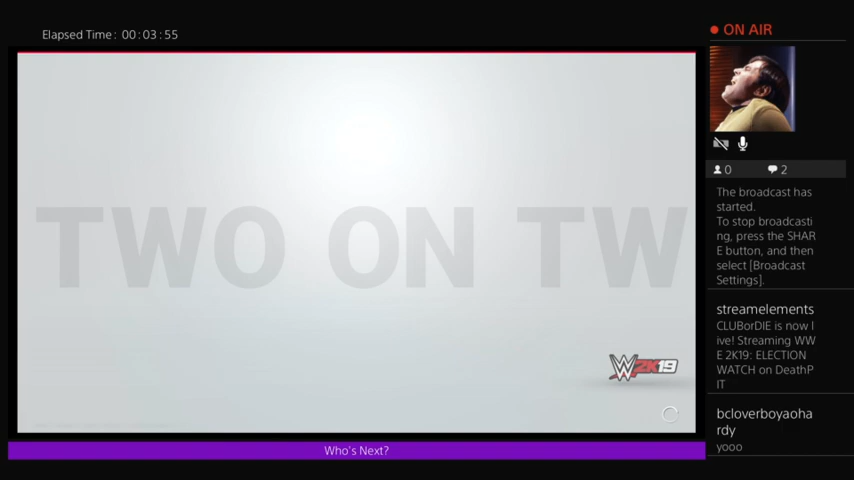 Elapsed Time: 00:03:55
ON AIR
0
2
The broadcast has
started.
To stop broadcasti
ng, press the SHAR
E button, and then
select [Broadcast
Settings].
streamelements
CLUBorDIE is now l
ive! Streaming WW
E 2K19: ELECTION
WATCH on DeathP
IT
bcloverboyaoha
rdy
yooo
TWO ON TW
W 2K19
Who's Next?